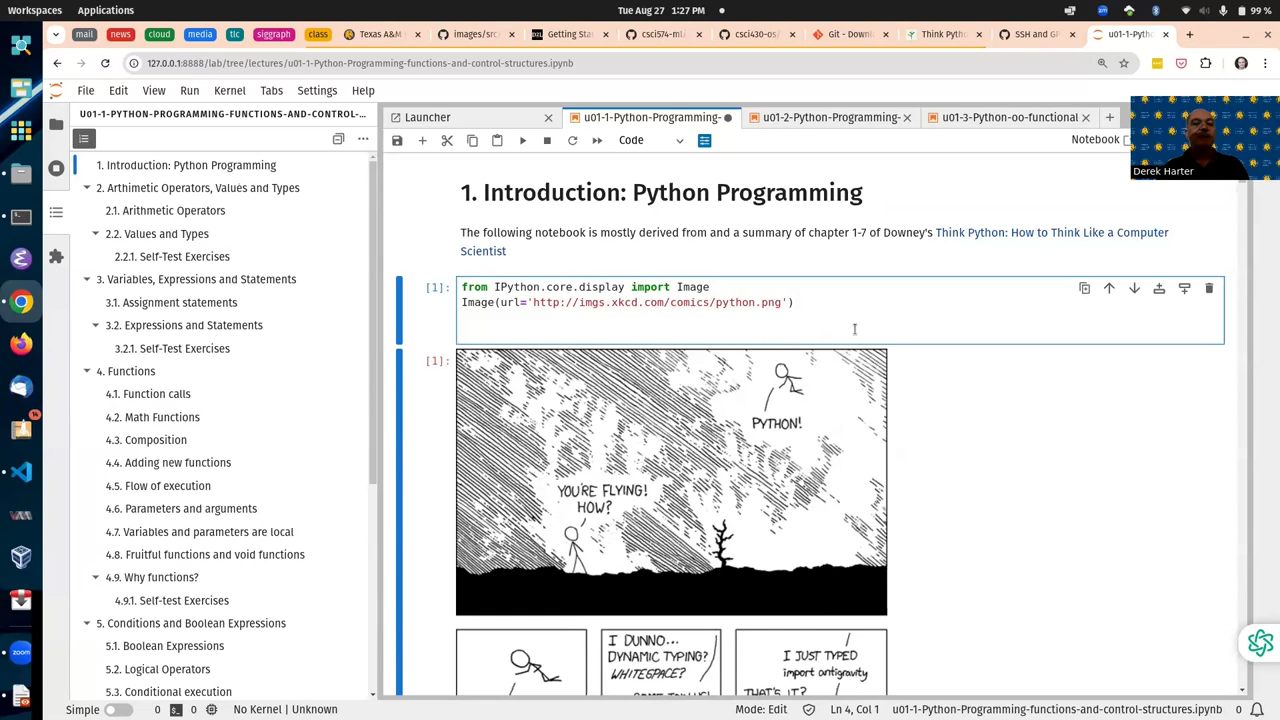 Workspaces Applications Tue Aug 27 1:27 PM 99 %
mail news cloud media tlc siggraph class Texas A&M images/src Getting Sta csci574-ml csci430-os Git - Downl Think Pyth SSH and GP u01-1-Pyth
127.0.0.1:8888/lab/tree/lectures/u01-1-Python-Programming-functions-and-control-structures.ipynb
File Edit View Run Kernel Tabs Settings Help
U01-1-PYTHON-PROGRAMMING-FUNCTIONS-AND-CONTROL-...
Launcher u01-1-Python-Programming- u01-2-Python-Programming- u01-3-Python-oo-functional
Code Notebook
Derek Harter
1. Introduction: Python Programming
2. Arthimetic Operators, Values and Types
2.1. Arithmetic Operators
2.2. Values and Types
2.2.1. Self-Test Exercises
3. Variables, Expressions and Statements
3.1. Assignment statements
3.2. Expressions and Statements
3.2.1. Self-Test Exercises
4. Functions
4.1. Function calls
4.2. Math Functions
4.3. Composition
4.4. Adding new functions
4.5. Flow of execution
4.6. Parameters and arguments
4.7. Variables and parameters are local
4.8. Fruitful functions and void functions
4.9. Why functions?
4.9.1. Self-test Exercises
5. Conditions and Boolean Expressions
5.1. Boolean Expressions
5.2. Logical Operators
5.3. Conditional execution
1. Introduction: Python Programming
The following notebook is mostly derived from and a summary of chapter 1-7 of Downey's Think Python: How to Think Like a Computer
Scientist
[1]: from IPython.core.display import Image
Image(url='http://imgs.xkcd.com/comics/python.png')
[1]:
PYTHON!
YOU'RE FLYING!
HOW?
I DUNNO...
DYNAMIC TYPING?
WHITESPACE?
I JUST TYPED
import antigravity
THAT'S IT?
14
Simple 0 0 No Kernel | Unknown Mode: Edit Ln 4, Col 1 u01-1-Python-Programming-functions-and-control-structures.ipynb 0